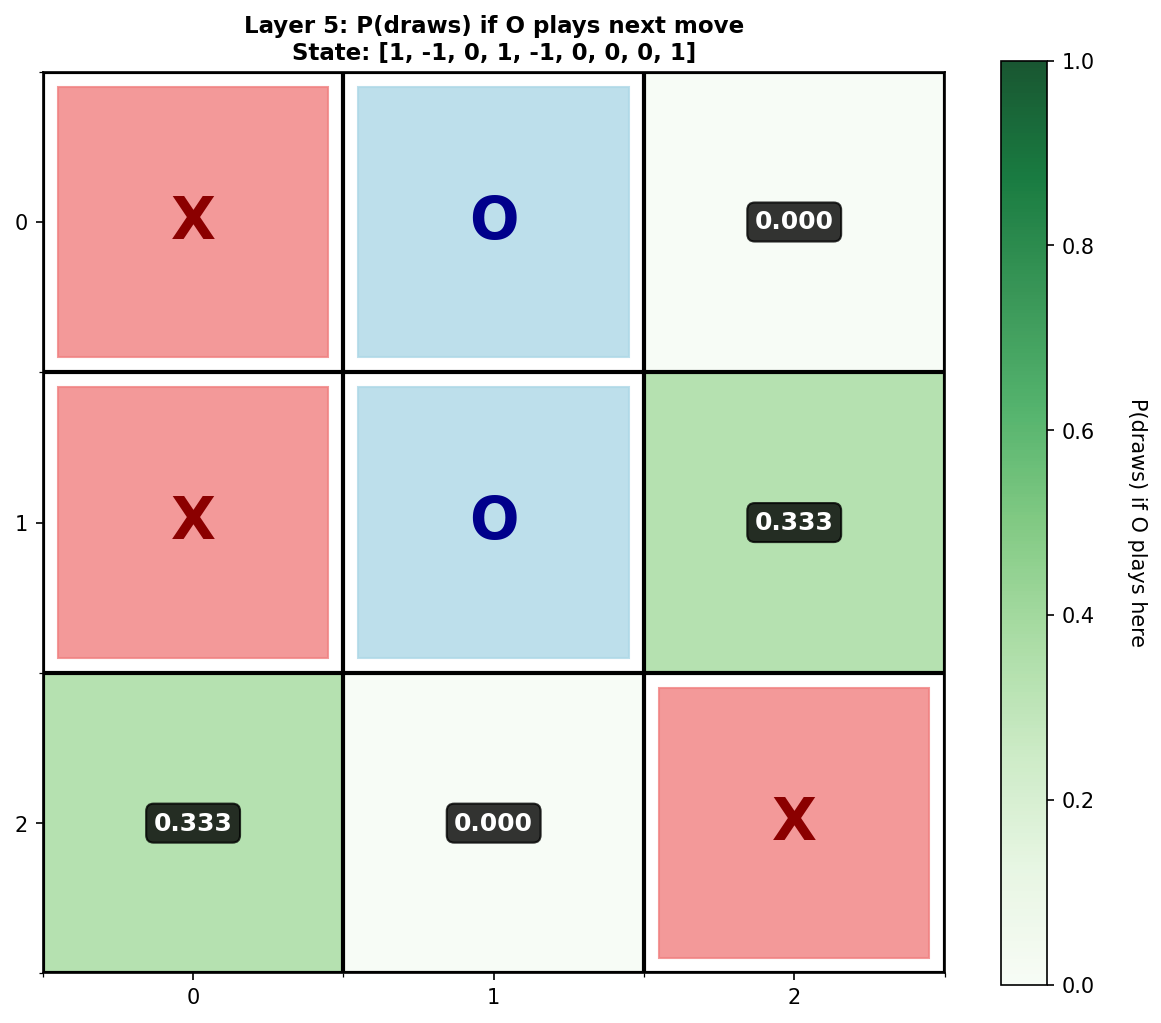 Layer 5: P(draws) if O plays next move
State: [1, -1, 0, 1, -1, 0, 0, 0, 1]
X
O
0.000
0
X
O
0.333
1
0.333
0.000
X
2
0
1
2
1.0
0.8
0.6
0.4
0.2
0.0
P(draws) if O plays here